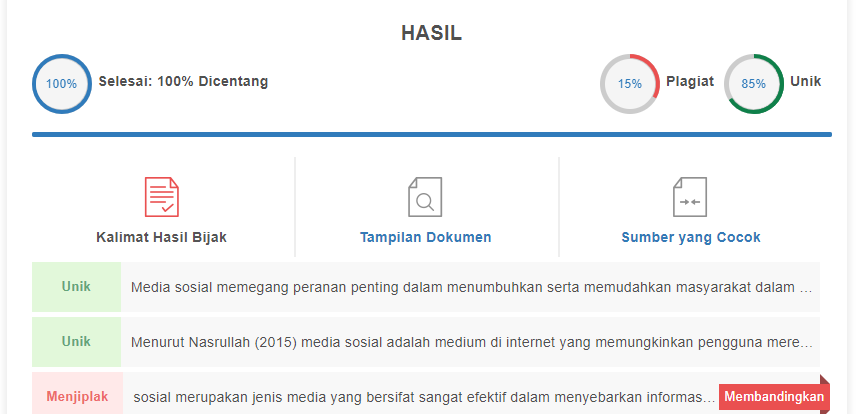 HASIL
100% Selesai: 100% Dicentang 15% Plagiat 85% Unik
Kalimat Hasil Bijak Tampilan Dokumen Sumber yang Cocok
Unik Media sosial memegang peranan penting dalam menumbuhkan serta memudahkan masyarakat dalam ...
Unik Menurut Nasrullah (2015) media sosial adalah medium di internet yang memungkinkan pengguna mere...
Menjiplak sosial merupakan jenis media yang bersifat sangat efektif dalam menyebarkan informas... Membandingkan